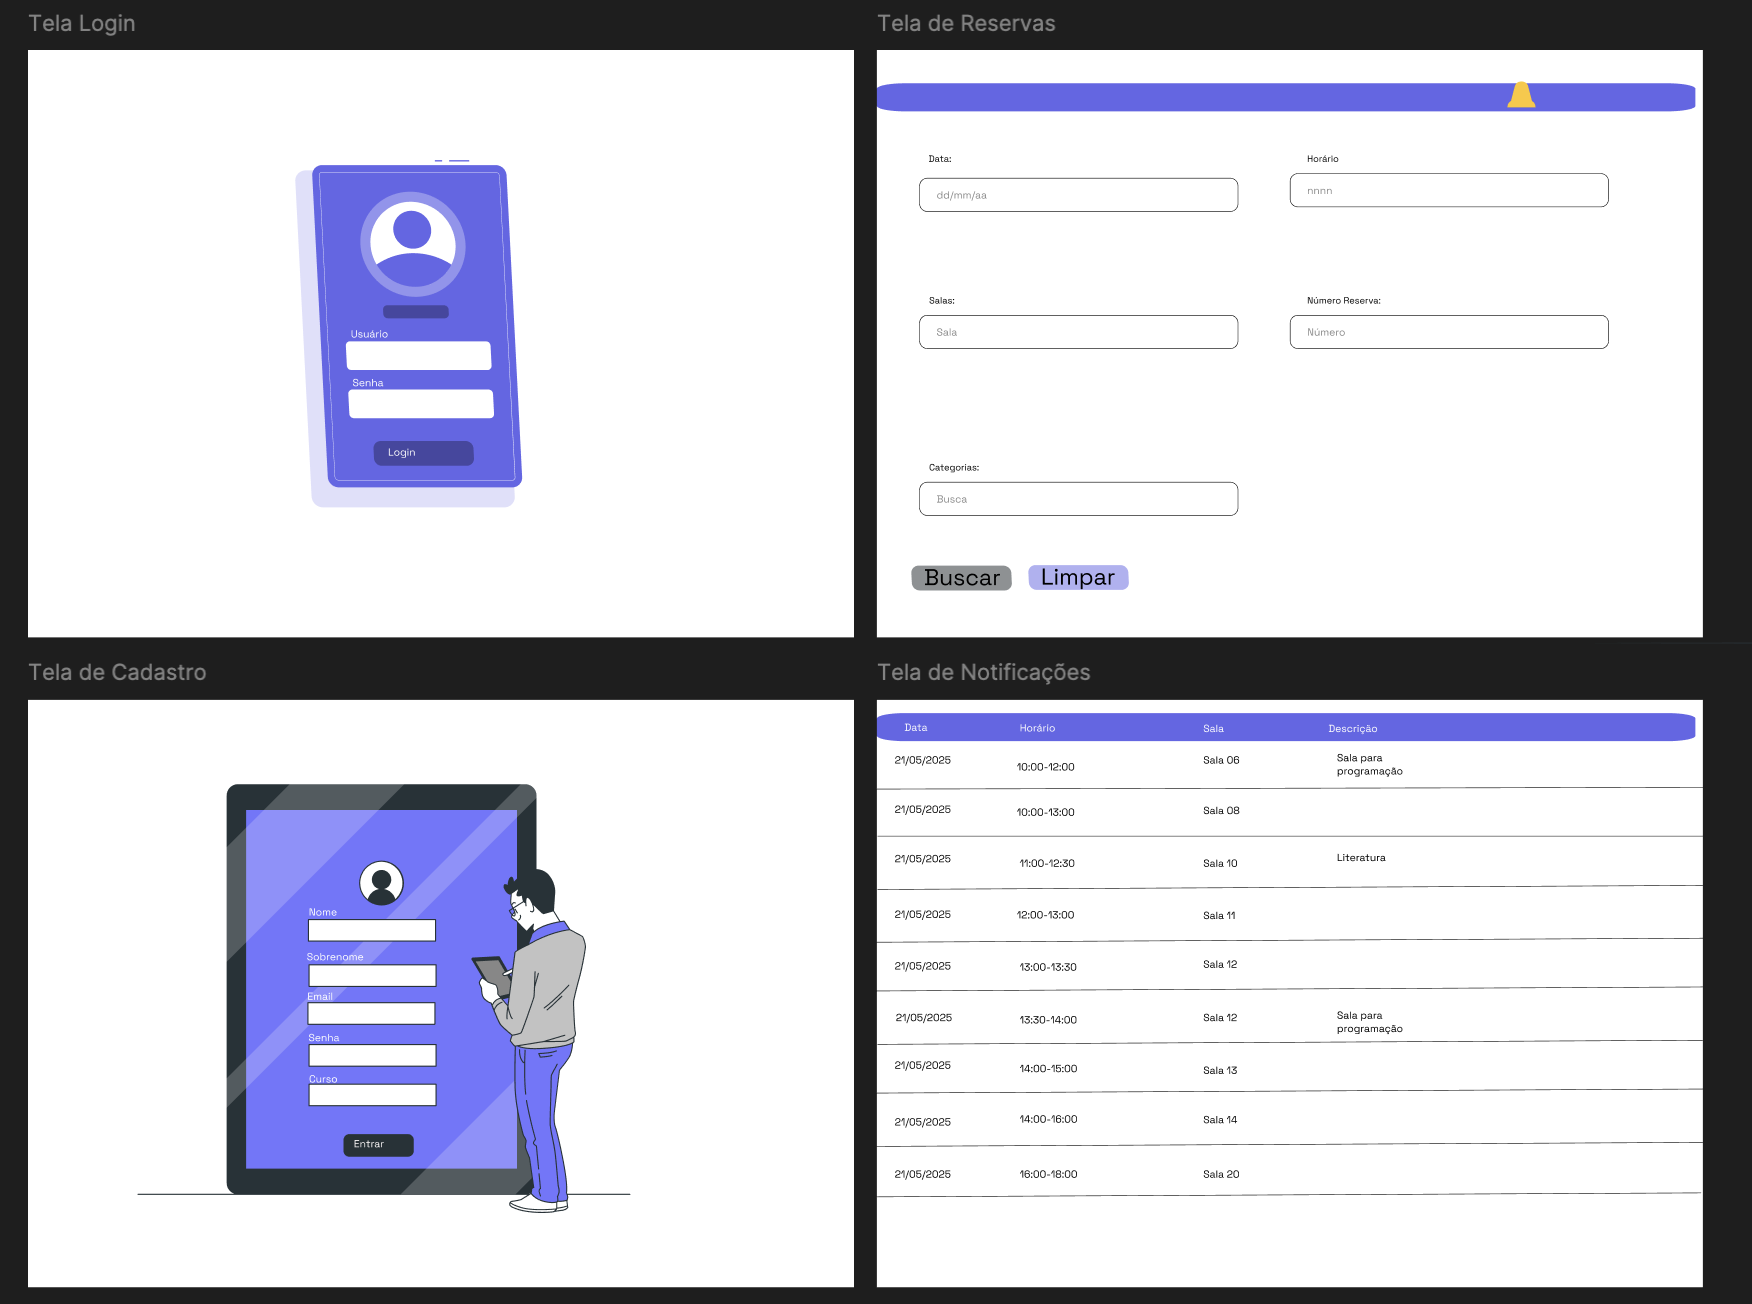 Tela Login
Usuário
Senha
Login
Tela de Reservas
Data:
dd/mm/aa
Horário
nnnn
Salas:
Sala
Número Reserva:
Número
Categorias:
Busca
Buscar
Limpar
Tela de Cadastro
Nome
Sobrenome
Email
Senha
Curso
Entrar
Tela de Notificações
Data Horário Sala Descrição
21/05/2025 10:00-12:00 Sala 06 Sala para
programação
21/05/2025 10:00-13:00 Sala 08
21/05/2025 11:00-12:30 Sala 10 Literatura
21/05/2025 12:00-13:00 Sala 11
21/05/2025 13:00-13:30 Sala 12
21/05/2025 13:30-14:00 Sala 12 Sala para
programação
21/05/2025 14:00-15:00 Sala 13
21/05/2025 14:00-16:00 Sala 14
21/05/2025 16:00-18:00 Sala 20